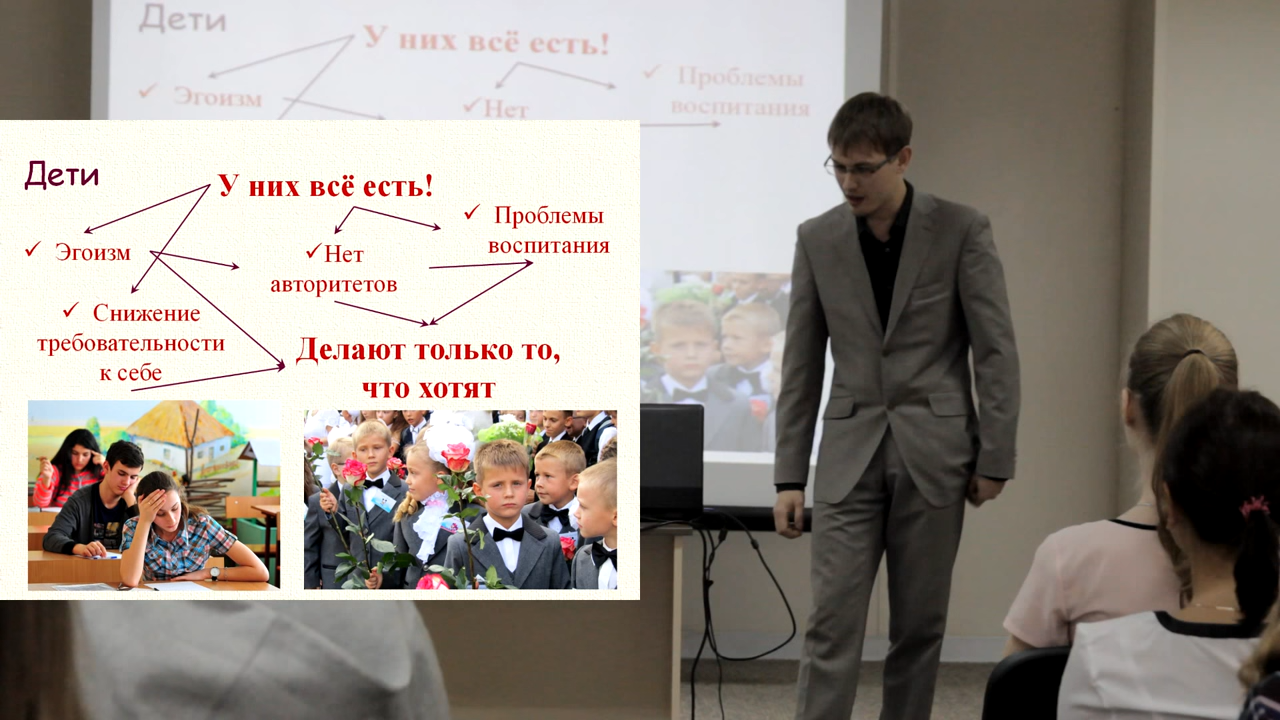 Дети
У них всё есть!
✓ Эгоизм
✓Нет
✓ Проблемы
воспитания
Дети
У них всё есть!
✓ Проблемы
воспитания
✓ Эгоизм
✓Нет
авторитетов
✓ Снижение
требовательности
к себе
Делают только то,
что хотят